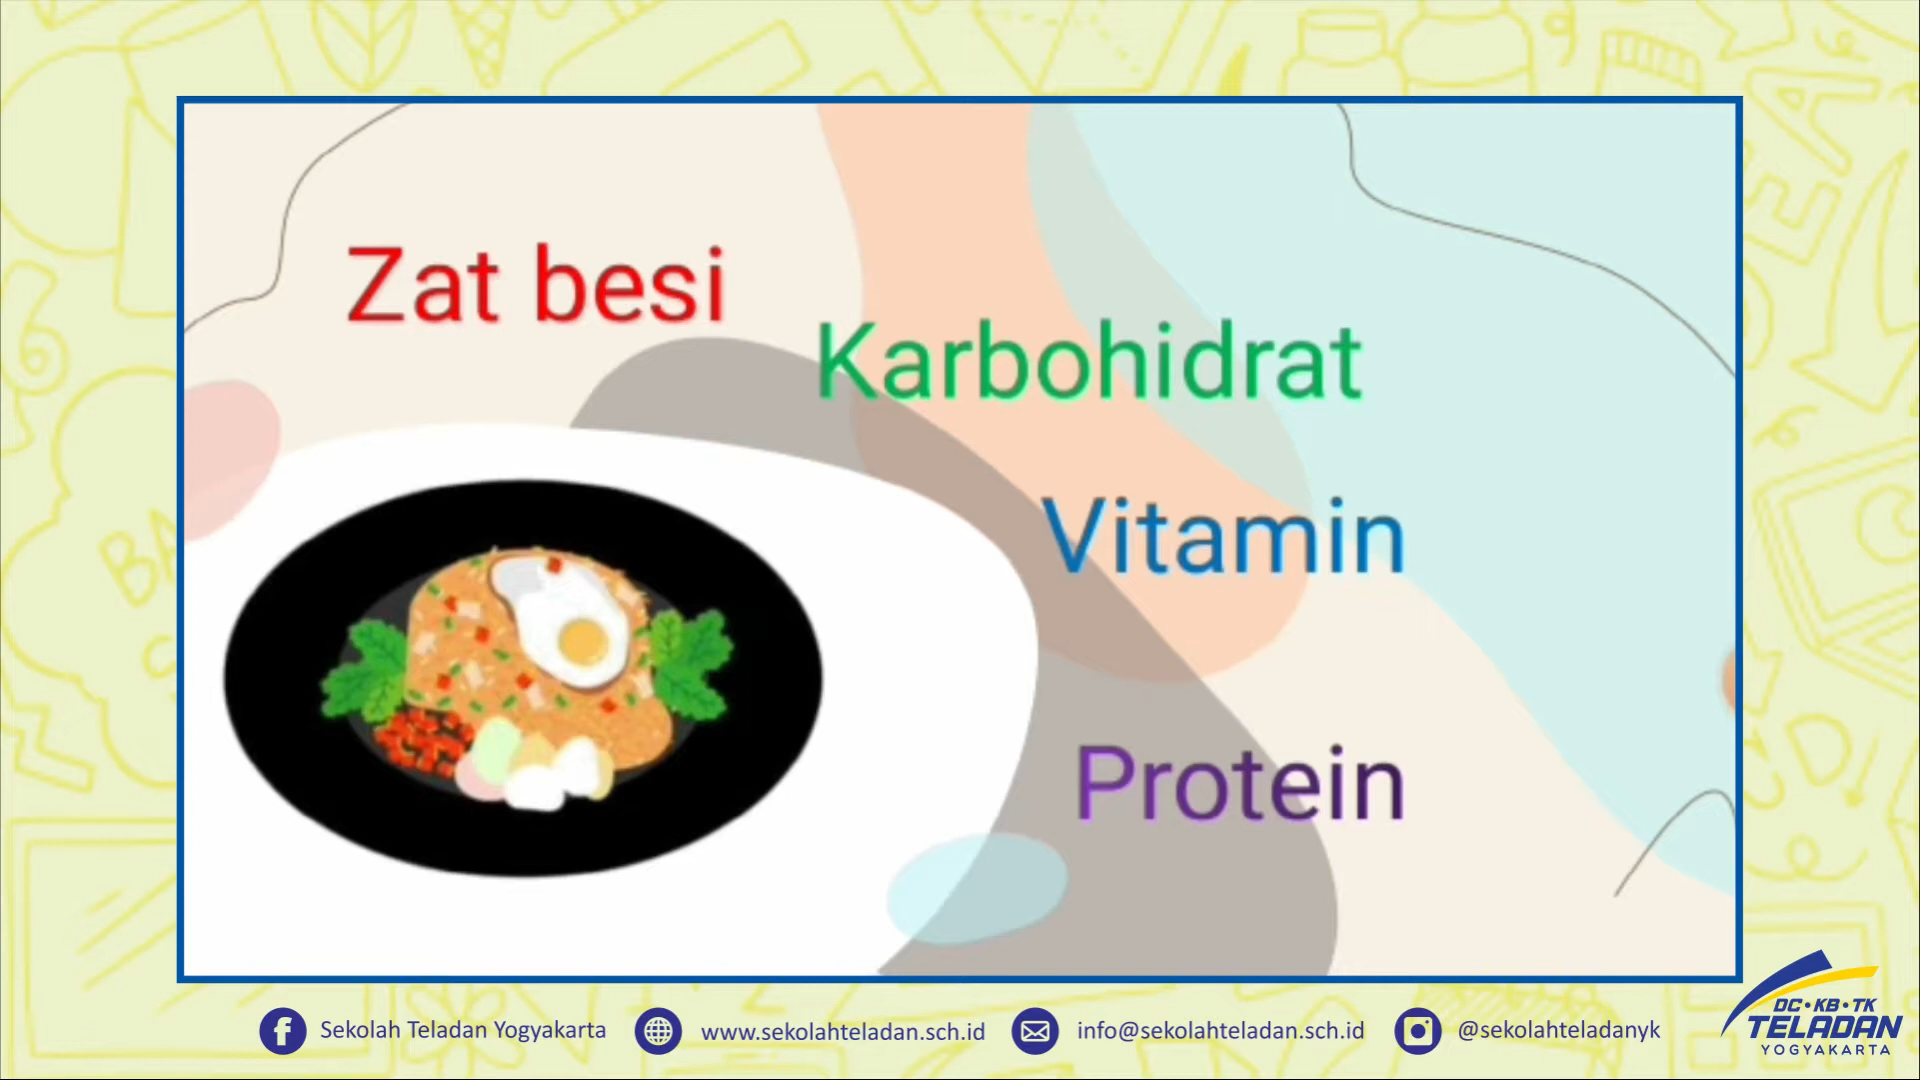 Zat besi
Karbohidrat
Vitamin
Protein
Sekolah Teladan Yogyakarta
www.sekolahteladan.sch.id
info@sekolahteladan.sch.id
@sekolahteladanyk
DC•KB•TK
TELADAN
YOGYAKARTA